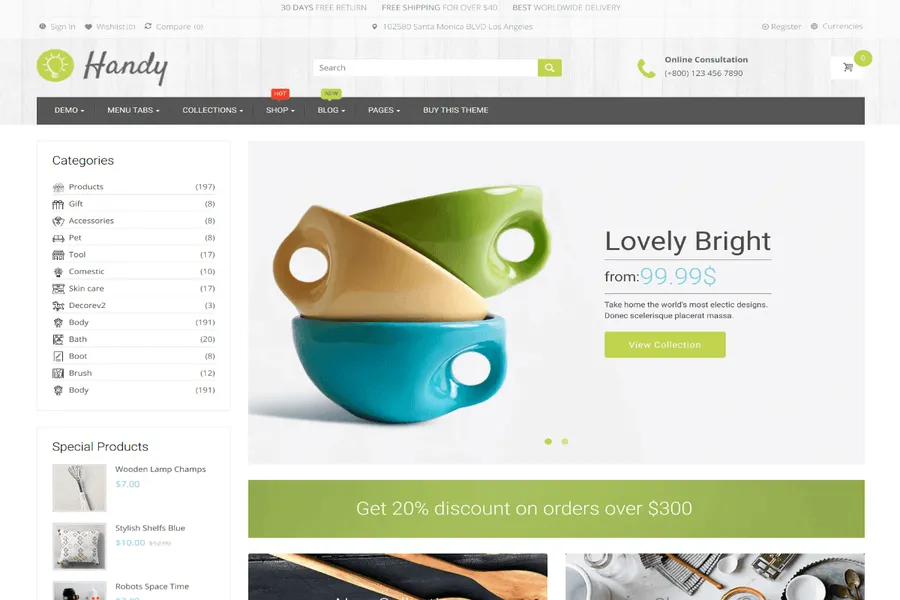 30 DAYS FREE RETURN FREE SHIPPING FOR OVER $40 BEST WORLDWIDE DELIVERY
Sign In Wishlist (0) Compare (0) 102580 Santa Monica BLVD Los Angeles Register Currencies
Handy
Search
Online Consultation
(+800) 123 456 7890
0
HOT NEW
DEMO MENU TABS COLLECTIONS SHOP BLOG PAGES BUY THIS THEME
Categories
Products (197)
Gift (8)
Accessories (8)
Pet (8)
Tool (17)
Comestic (10)
Skin care (17)
Decorev2 (3)
Body (191)
Bath (20)
Boot (8)
Brush (12)
Body (191)
Lovely Bright
from:99.99$
Take home the world's most electic designs.
Donec scelerisque placerat massa.
View Collection
Special Products
Wooden Lamp Champs
$7.00
Stylish Shelfs Blue
$10.00 $12.00
Robots Space Time
Get 20% discount on orders over $300